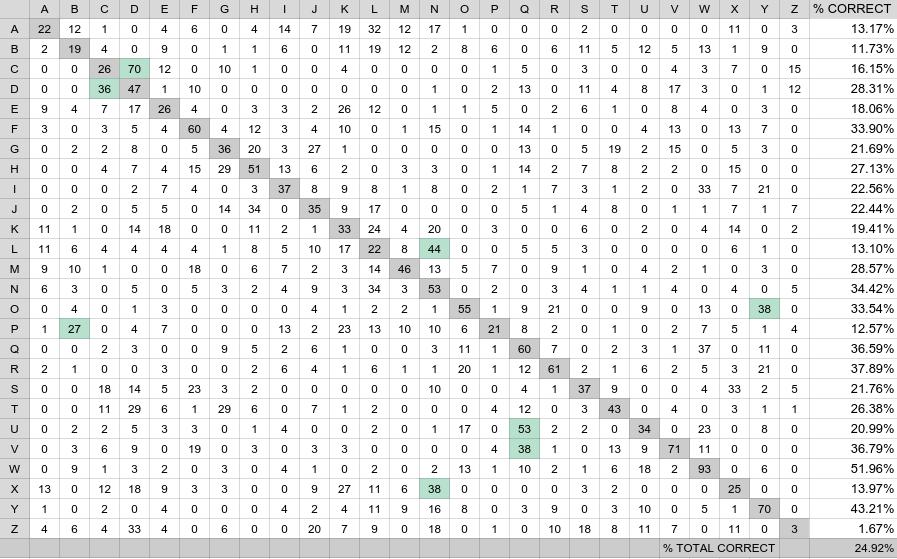 A B C D E F G H I J K L M N O P Q R S T U V W X Y Z % CORRECT
A 22 12 1 0 4 6 0 4 14 7 19 32 12 17 1 0 0 0 2 0 0 0 0 11 0 3 13.17%
B 2 19 4 0 9 0 1 1 6 0 11 19 12 2 8 6 0 6 11 5 12 5 13 1 9 0 11.73%
C 0 0 26 70 12 0 10 1 0 0 4 0 0 0 0 1 5 0 3 0 0 4 3 7 0 15 16.15%
D 0 0 36 47 1 10 0 0 0 0 0 0 0 1 0 2 13 0 11 4 8 17 3 0 1 12 28.31%
E 9 4 7 17 26 4 0 3 3 2 26 12 0 1 1 5 0 2 6 1 0 8 4 0 3 0 18.06%
F 3 0 3 5 4 60 4 12 3 4 10 0 1 15 0 1 14 1 0 0 4 13 0 13 7 0 33.90%
G 0 2 2 8 0 5 36 20 3 27 1 0 0 0 0 0 13 0 5 19 2 15 0 5 3 0 21.69%
H 0 0 4 7 4 15 29 51 13 6 2 0 3 3 0 1 14 2 7 8 2 2 0 15 0 0 27.13%
I 0 0 0 2 7 4 0 3 37 8 9 8 1 8 0 2 1 7 3 1 2 0 33 7 21 0 22.56%
J 0 2 0 5 5 0 14 34 0 35 9 17 0 0 0 0 5 1 4 8 0 1 1 7 1 7 22.44%
K 11 1 0 14 18 0 0 11 2 1 33 24 4 20 0 3 0 0 6 0 2 0 4 14 0 2 19.41%
L 11 6 4 4 4 4 1 8 5 10 17 22 8 44 0 0 5 5 3 0 0 0 0 6 1 0 13.10%
M 9 10 1 0 0 18 0 6 7 2 3 14 46 13 5 7 0 9 1 0 4 2 1 0 3 0 28.57%
N 6 3 0 5 0 5 3 2 4 9 3 34 3 53 0 2 0 3 4 1 1 4 0 4 0 5 34.42%
O 0 4 0 1 3 0 0 0 0 4 1 2 2 1 55 1 9 21 0 0 9 0 13 0 38 0 33.54%
P 1 27 0 4 7 0 0 0 13 2 23 13 10 10 6 21 8 2 0 1 0 2 7 5 1 4 12.57%
Q 0 0 2 3 0 0 9 5 2 6 1 0 0 3 11 1 60 7 0 2 3 1 37 0 11 0 36.59%
R 2 1 0 0 3 0 0 2 6 4 1 6 1 1 20 1 12 61 2 1 6 2 5 3 21 0 37.89%
S 0 0 18 14 5 23 3 2 0 0 0 0 0 10 0 0 4 1 37 9 0 0 4 33 2 5 21.76%
T 0 0 11 29 6 1 29 6 0 7 1 2 0 0 0 4 12 0 3 43 0 4 0 3 1 1 26.38%
U 0 2 2 5 3 3 0 1 4 0 0 2 0 1 17 0 53 2 2 0 34 0 23 0 8 0 20.99%
V 0 3 6 9 0 19 0 3 0 3 3 0 0 0 0 4 38 1 0 13 9 71 11 0 0 0 36.79%
W 0 9 1 3 2 0 3 0 4 1 0 2 0 2 13 1 10 2 1 6 18 2 93 0 6 0 51.96%
X 13 0 12 18 9 3 3 0 0 9 27 11 6 38 0 0 0 0 3 2 0 0 0 25 0 0 13.97%
Y 1 0 2 0 4 0 0 0 4 2 4 11 9 16 8 0 3 9 0 3 10 0 5 1 70 0 43.21%
Z 4 6 4 33 4 0 6 0 0 20 7 9 0 18 0 1 0 10 18 8 11 7 0 11 0 3 1.67%
% TOTAL CORRECT 24.92%